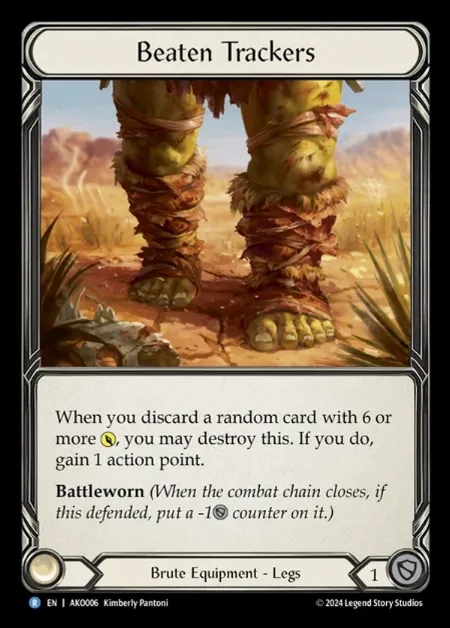 Beaten Trackers
When you discard a random card with 6 or
more , you may destroy this. If you do,
gain 1 action point.
Battleworn (When the combat chain closes, if
this defended, put a -1 counter on it.)
Brute Equipment - Legs
1
R EN | AKO006 Kimberly Pantoni
© 2024 Legend Story Studios